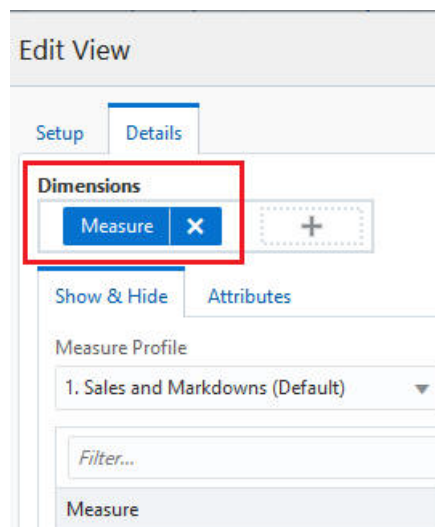 Edit View
Setup Details
Dimensions
Measure ✕ +
Show & Hide Attributes
Measure Profile
1. Sales and Markdowns (Default)
Filter...
Measure